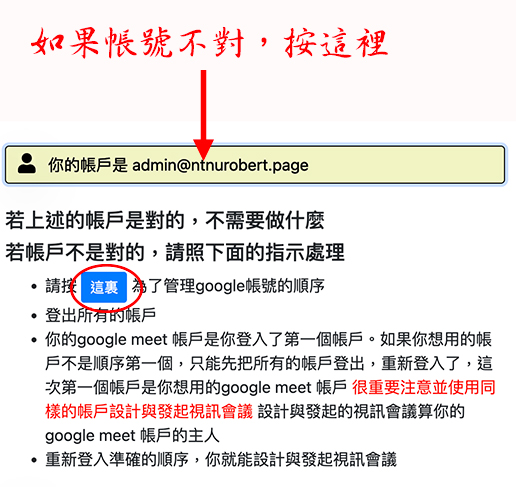 如果帳號不對，按這裡
你的帳戶是 admin@ntnurobert.page
若上述的帳戶是對的，不需要做什麼
若帳戶不是對的，請照下面的指示處理
• 請按 這裏 為了管理google帳號的順序
• 登出所有的帳戶
• 你的google meet 帳戶是你登入了第一個帳戶。如果你想用的帳
戶不是順序第一個，只能先把所有的帳戶登出，重新登入了，這
次第一個帳戶是你想用的google meet 帳戶 很重要注意並使用同
樣的帳戶設計與發起視訊會議 設計與發起的視訊會議算你的
google meet 帳戶的主人
• 重新登入準確的順序，你就能設計與發起視訊會議